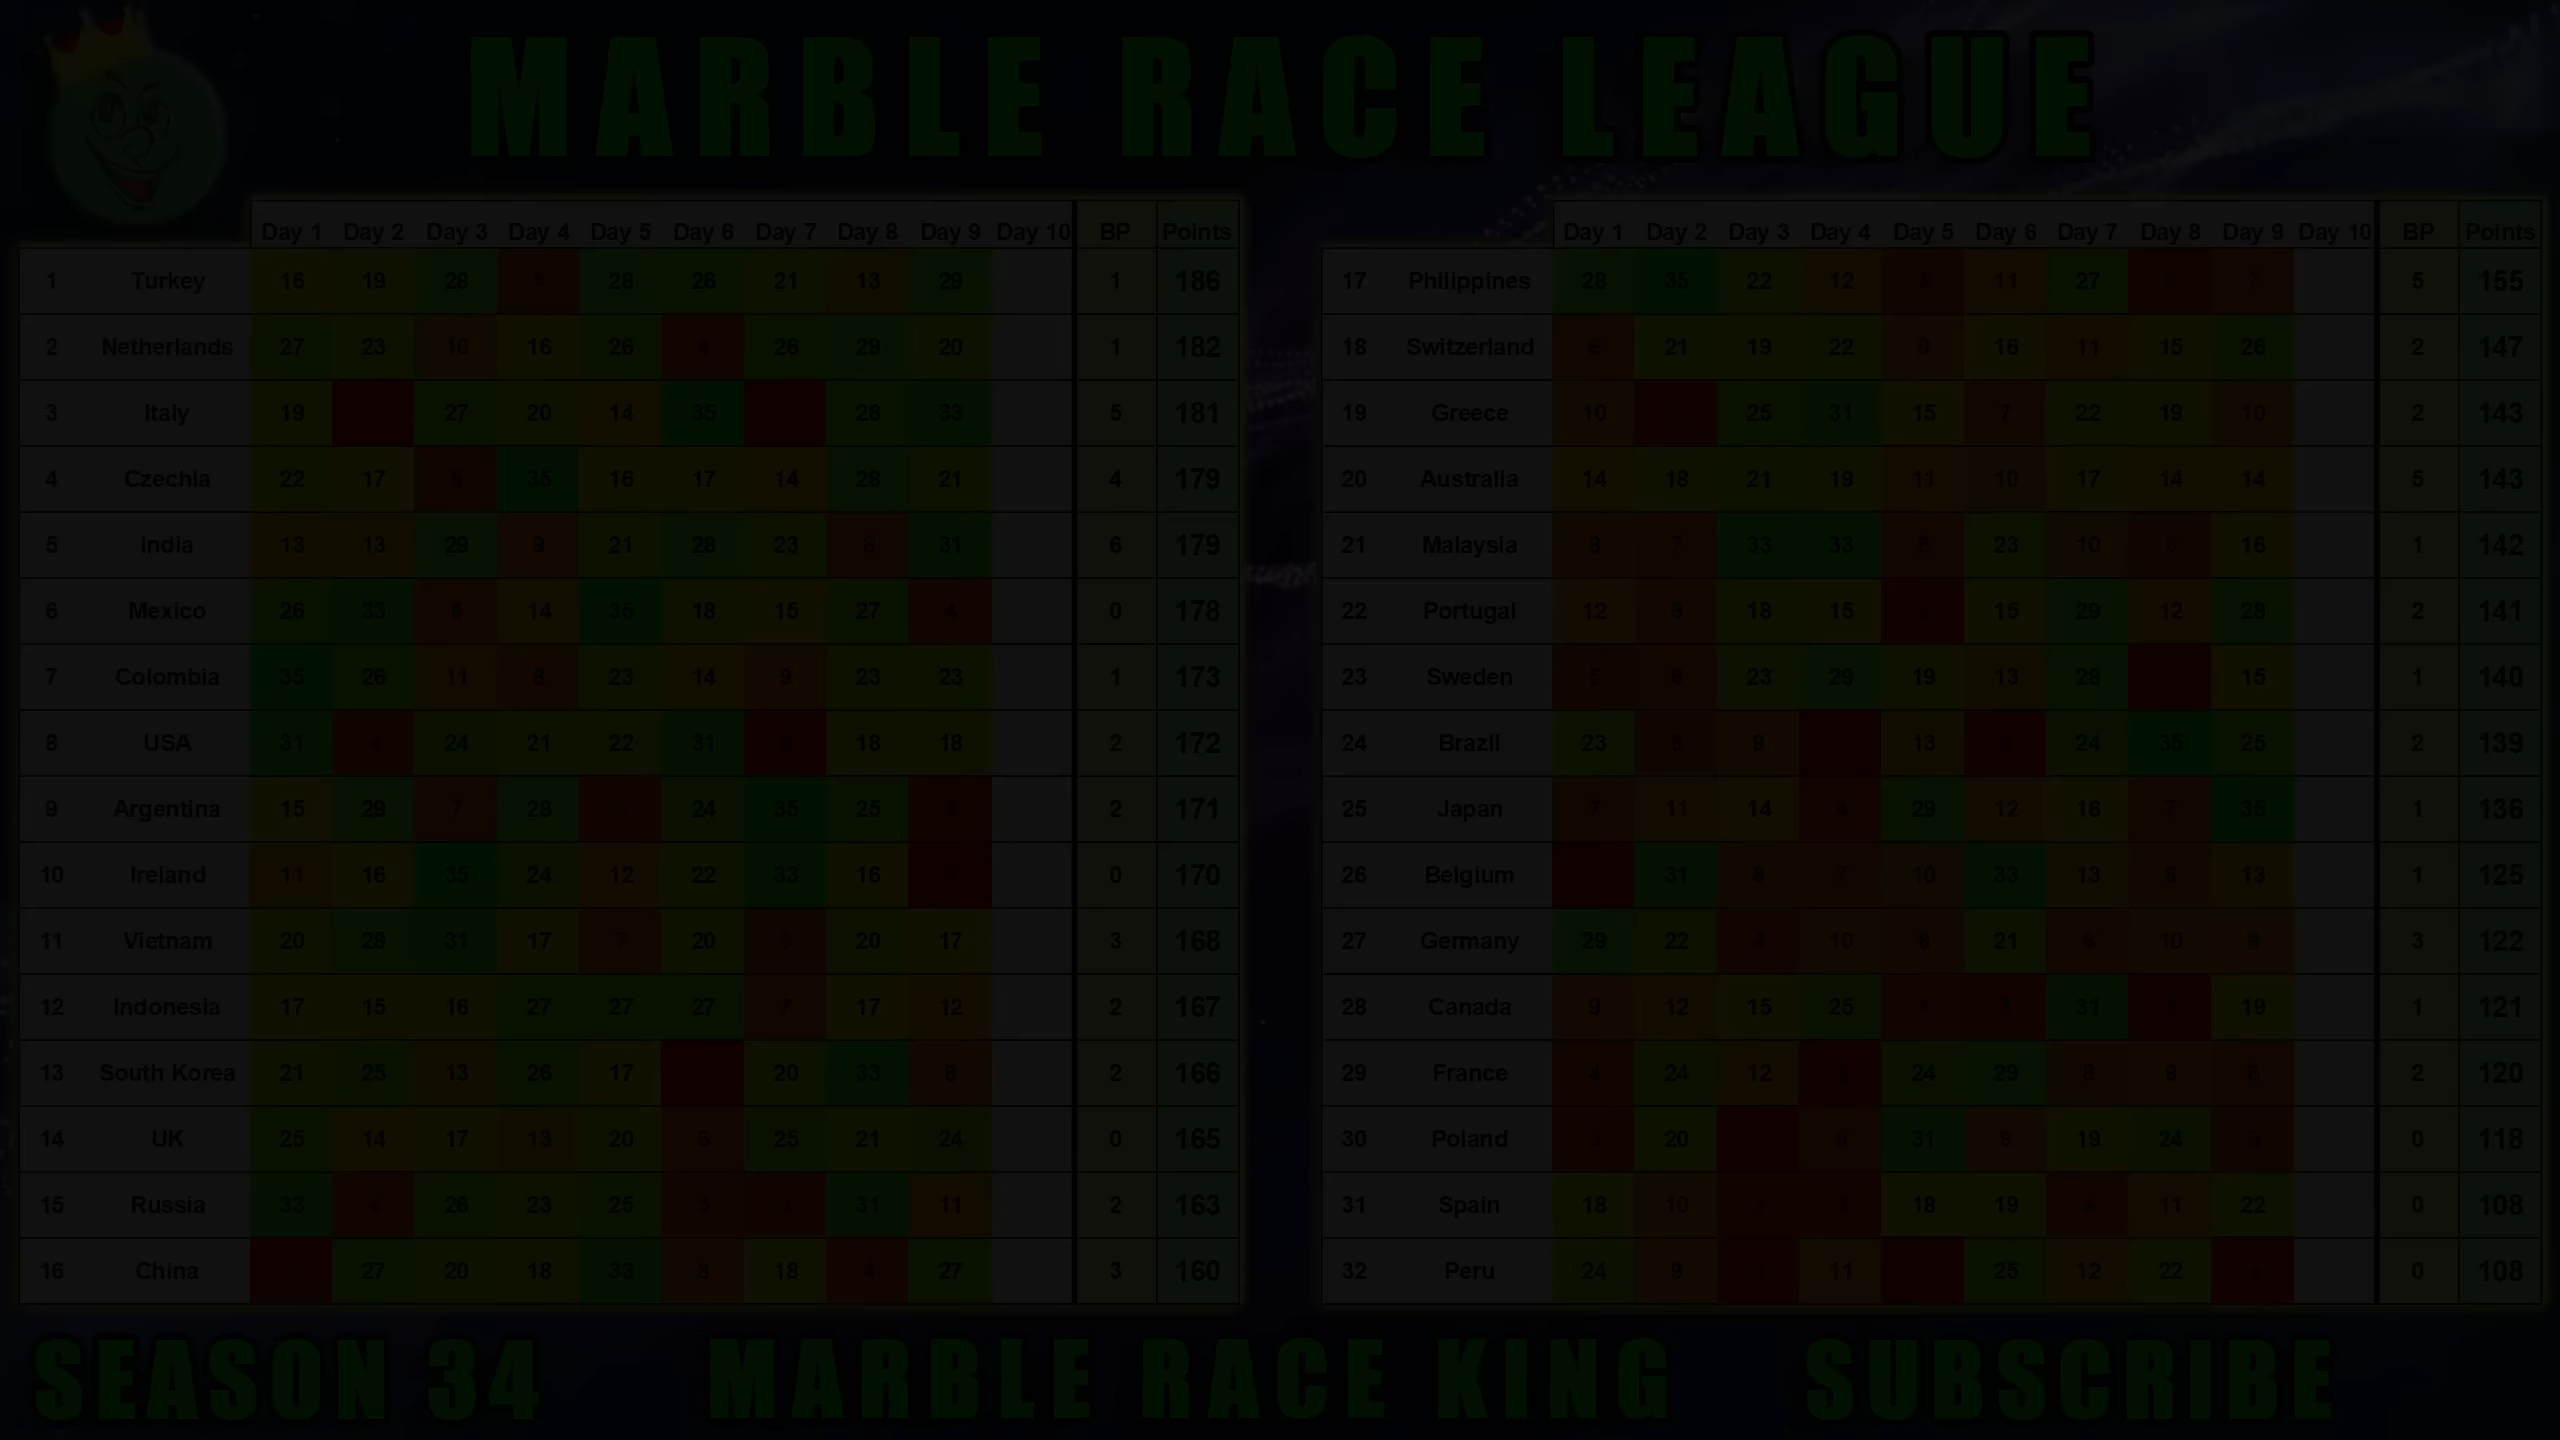 MARBLE RACE LEAGUE
Day 1 Day 2 Day 3 Day 4 Day 5 Day 6 Day 7 Day 8 Day 9 Day 10 BP Points
1 Turkey 16 19 28 28 26 21 13 29 1 186
2 Netherlands 27 23 10 16 26 26 29 20 1 182
3 Italy 19 27 20 14 35 26 33 5 181
4 Czechia 22 17 35 16 17 14 28 21 4 179
5 India 13 13 29 9 21 28 23 31 6 179
6 Mexico 26 33 14 35 18 15 27 0 178
7 Colombia 35 26 11 23 14 9 23 23 1 173
8 USA 31 24 21 22 31 18 18 2 172
9 Argentina 15 29 7 28 24 35 25 2 171
10 Ireland 11 16 35 24 12 22 33 16 0 170
11 Vietnam 20 28 31 17 7 20 20 17 3 168
12 Indonesia 17 15 16 27 27 27 7 17 12 2 167
13 South Korea 21 25 13 26 17 20 33 2 166
14 UK 25 14 17 13 20 25 21 24 0 165
15 Russia 33 26 23 25 31 11 2 163
16 China 27 20 18 33 18 27 3 160
Day 1 Day 2 Day 3 Day 4 Day 5 Day 6 Day 7 Day 8 Day 9 Day 10 BP Points
17 Philippines 28 35 22 12 11 27 5 155
18 Switzerland 21 19 22 9 16 11 15 26 2 147
19 Greece 10 25 31 15 7 22 19 10 2 143
20 Australia 14 18 21 19 11 10 17 14 14 5 143
21 Malaysia 7 33 33 23 10 16 1 142
22 Portugal 12 18 15 15 29 12 28 2 141
23 Sweden 23 29 19 13 28 15 1 140
24 Brazil 23 9 13 24 35 25 2 139
25 Japan 7 11 14 29 12 16 7 35 1 136
26 Belgium 31 7 10 33 13 13 1 125
27 Germany 29 22 10 21 10 9 3 122
28 Canada 9 12 15 25 31 19 1 121
29 France 24 12 24 29 9 2 120
30 Poland 20 31 9 19 24 0 118
31 Spain 18 10 18 19 11 22 0 108
32 Peru 24 9 11 25 12 22 0 108
SEASON 34 MARBLE RACE KING SUBSCRIBE